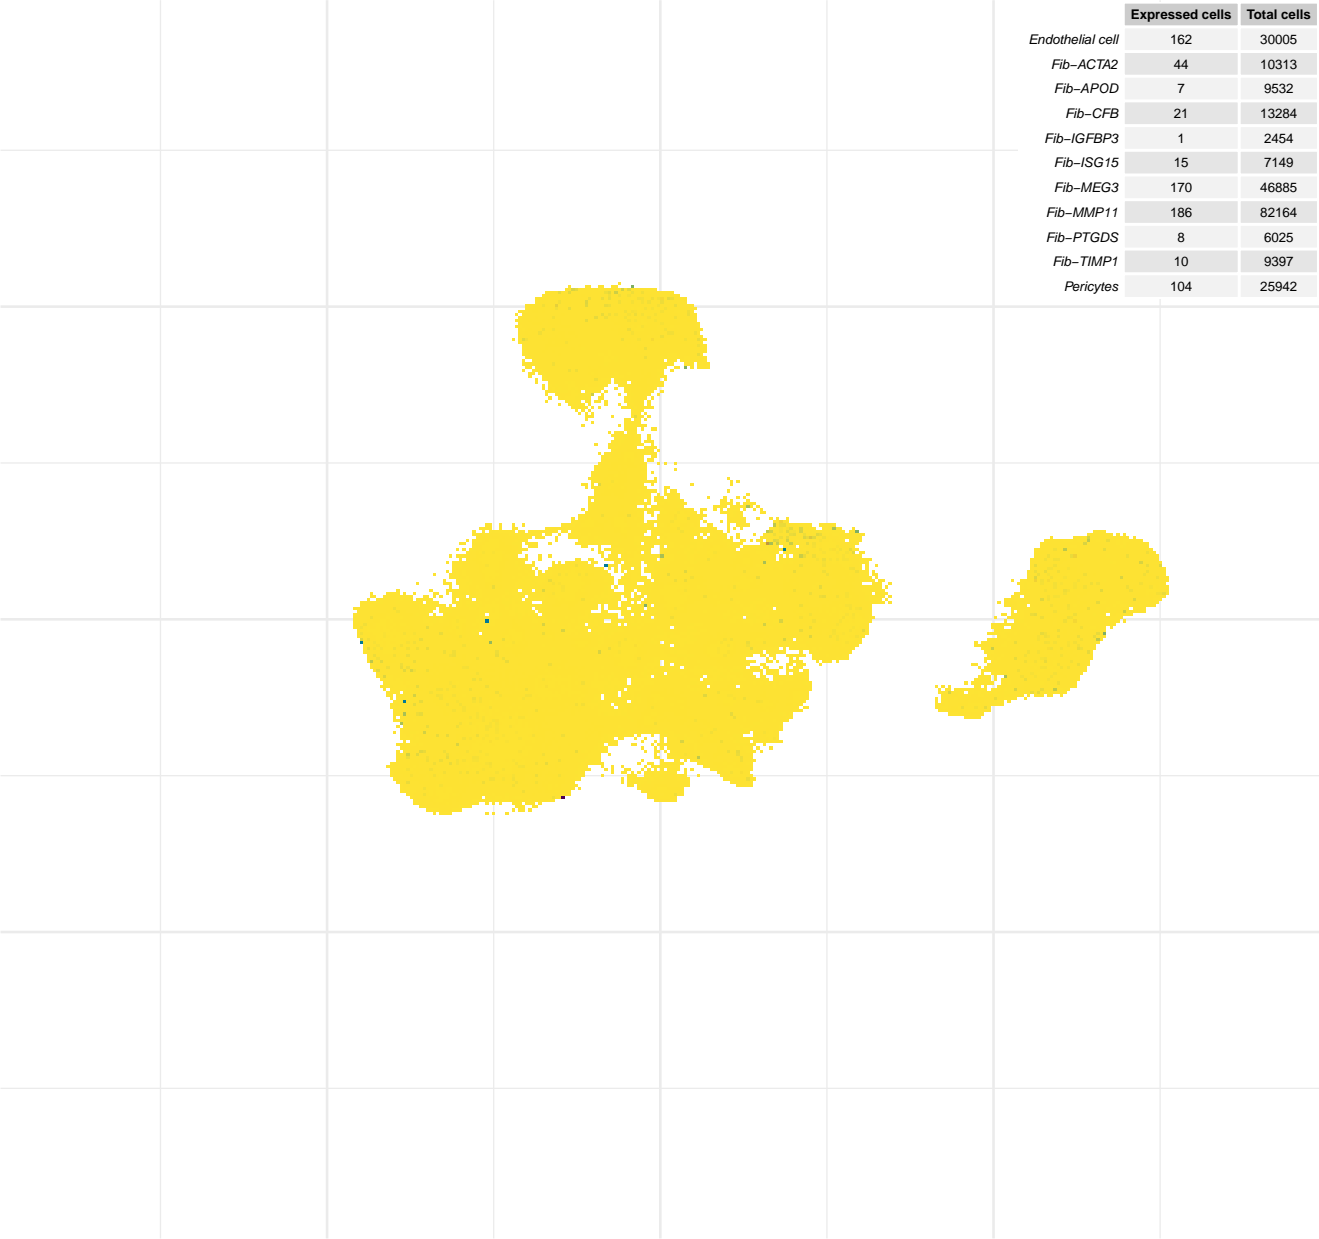 Expressed cells Total cells
Endothelial cell 162 30005
Fib−ACTA2 44 10313
Fib−APOD 7 9532
Fib−CFB 21 13284
Fib−IGFBP3 1 2454
Fib−ISG15 15 7149
Fib−MEG3 170 46885
Fib−MMP11 186 82164
Fib−PTGDS 8 6025
Fib−TIMP1 10 9397
Pericytes 104 25942